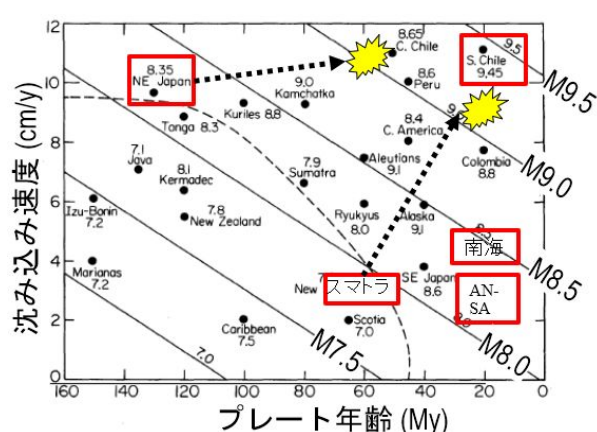 12
10
8
6
4
2
0
沈み込み速度 (cm/y)
8.35
NE Japan
8.65
C. Chile
S. Chile
9.45
9.5
M9.5
9.0
Kamchatka
8.6
Peru
Kuriles 8.8
Tonga 8.3
8.4
C. America
M9.0
7.1
Java
8.1
Kermadec
7.9
Sumatra
Aleutians
9.1
Colombia
8.8
Izu-Bonin
7.2
7.8
New Zealand
Ryukyus
8.0
Alaska
9.1
南海
M8.5
Marianas
7.2
New
スマトラ
SE Japan
8.6
AN-
SA
8.0
M8.0
Caribbean
7.5
Scotia
7.0
M7.5
7.0
160 140 120 100 80 60 40 20 0
プレート年齢 (My)